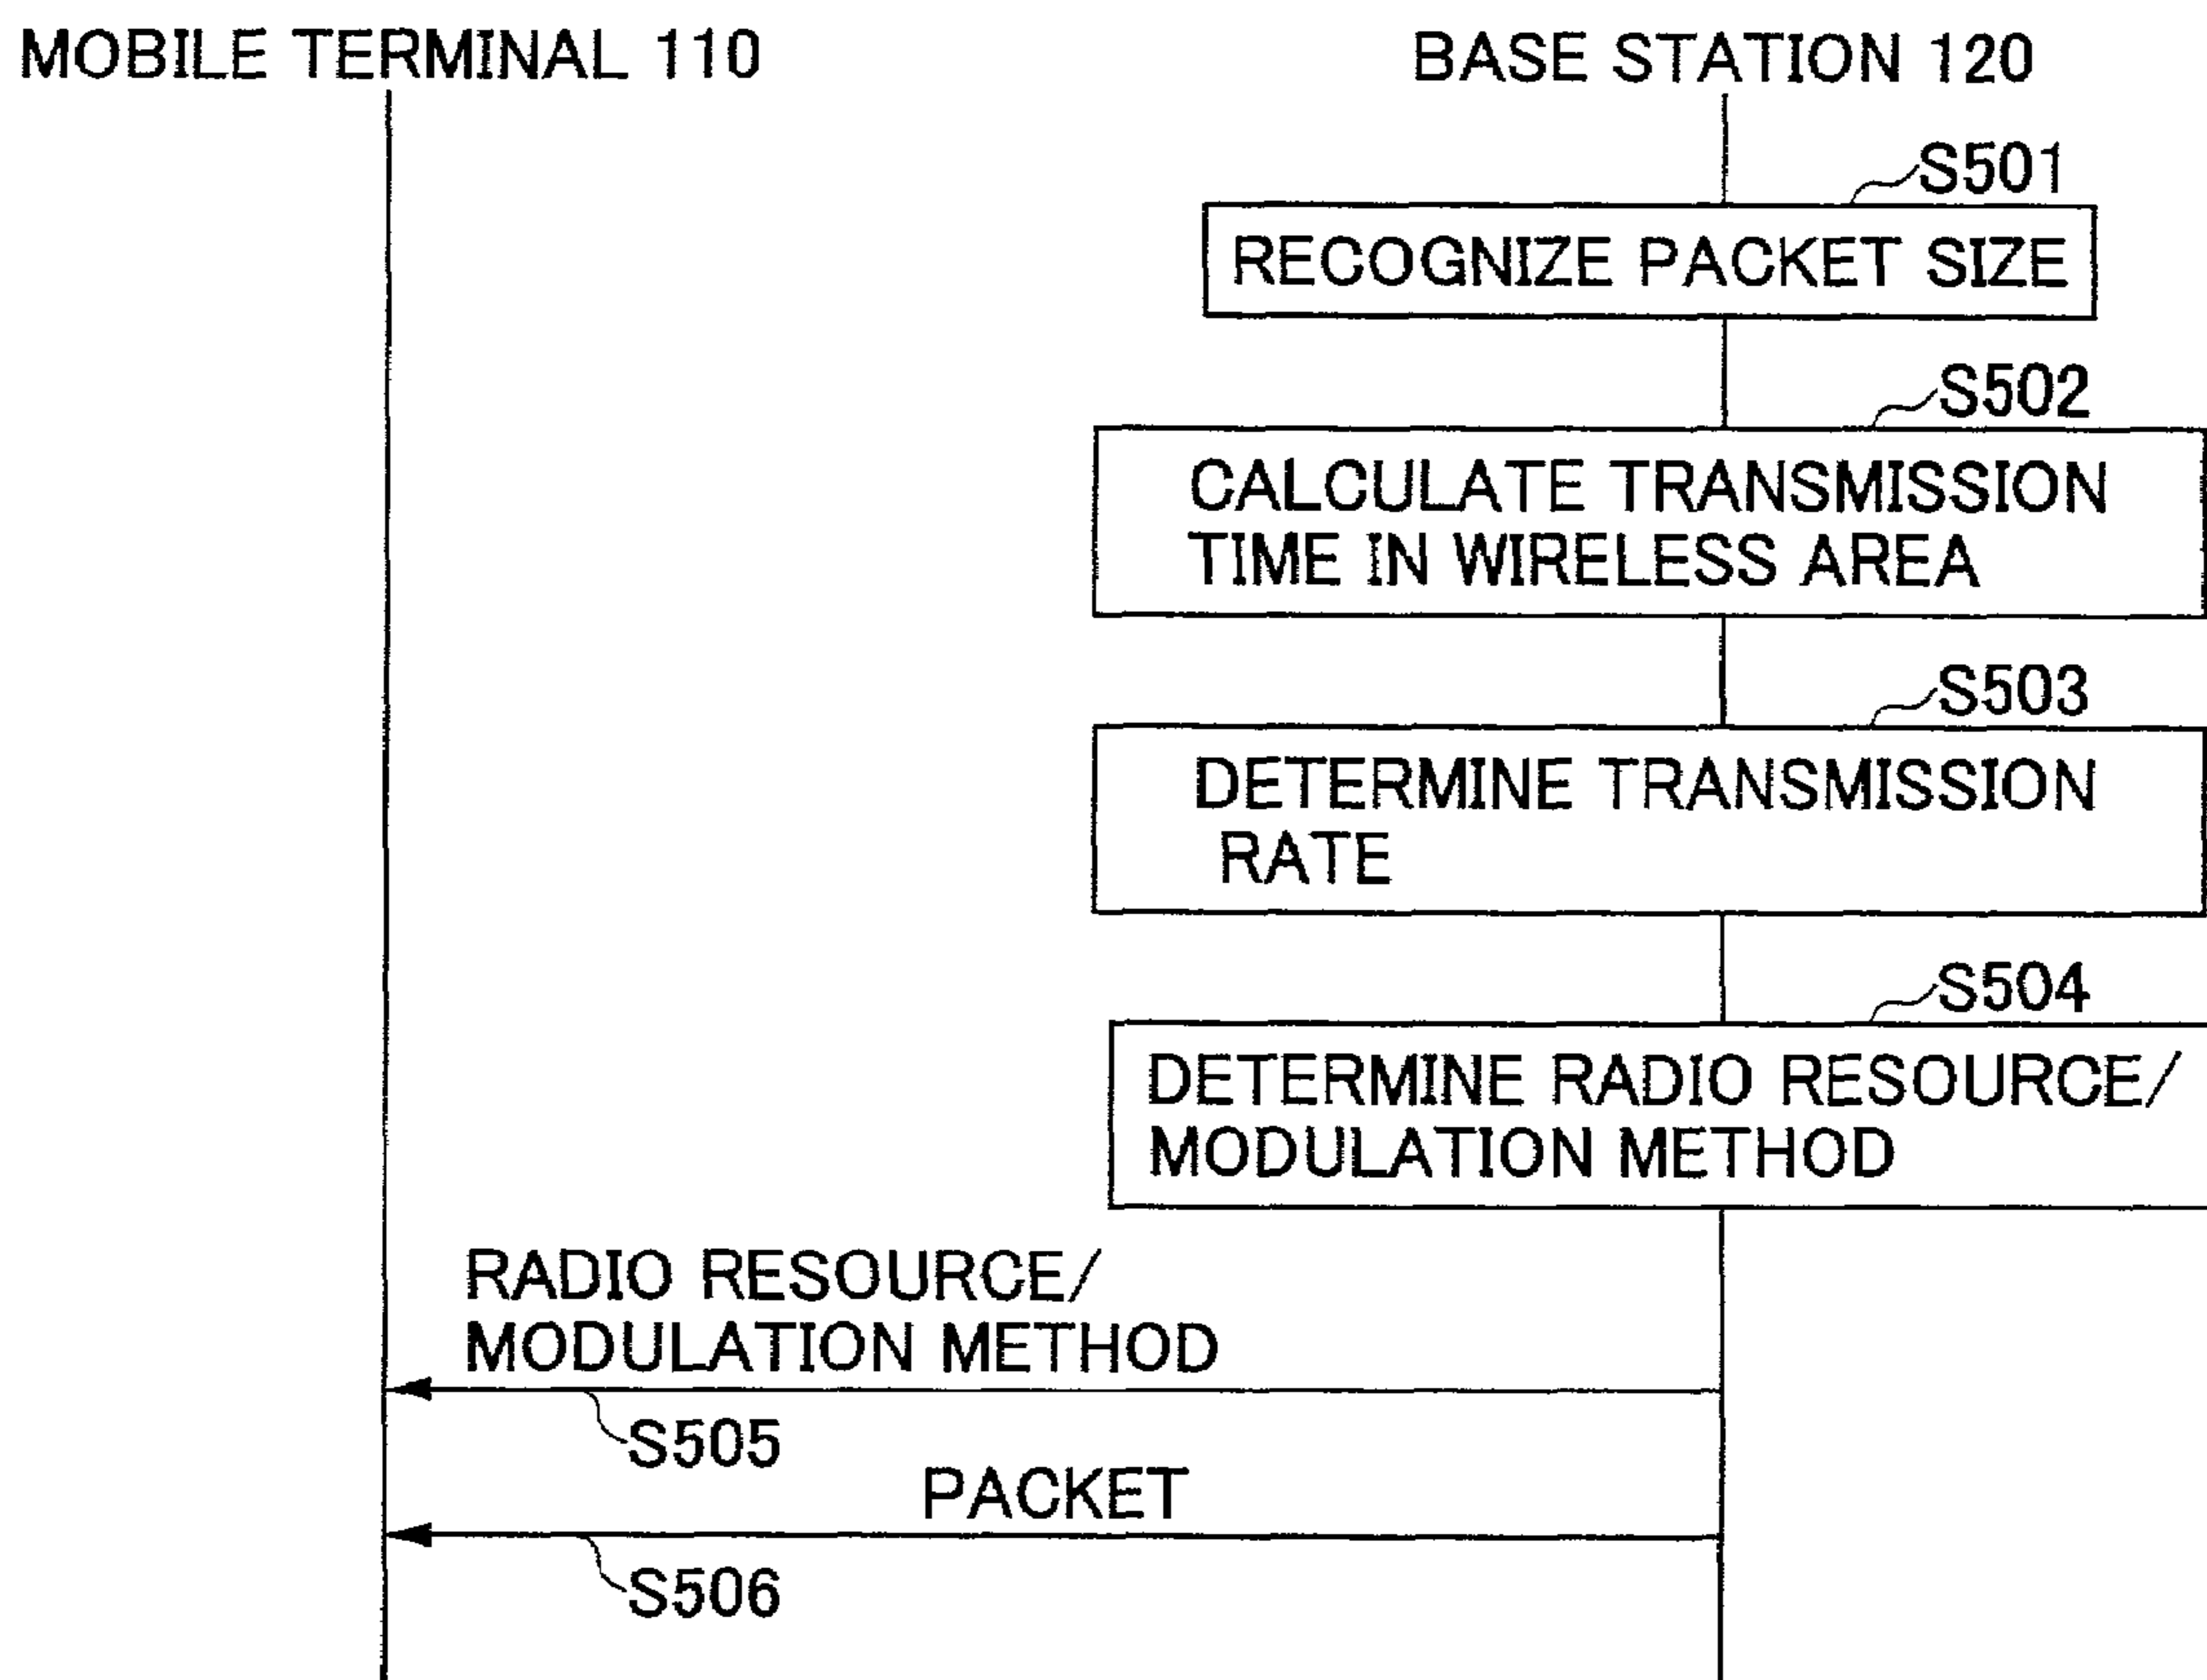 MOBILE TERMINAL 110
BASE STATION 120
S501
RECOGNIZE PACKET SIZE
S502
CALCULATE TRANSMISSION
TIME IN WIRELESS AREA
S503
DETERMINE TRANSMISSION
RATE
S504
DETERMINE RADIO RESOURCE/
MODULATION METHOD
RADIO RESOURCE/
MODULATION METHOD
S505
PACKET
S506